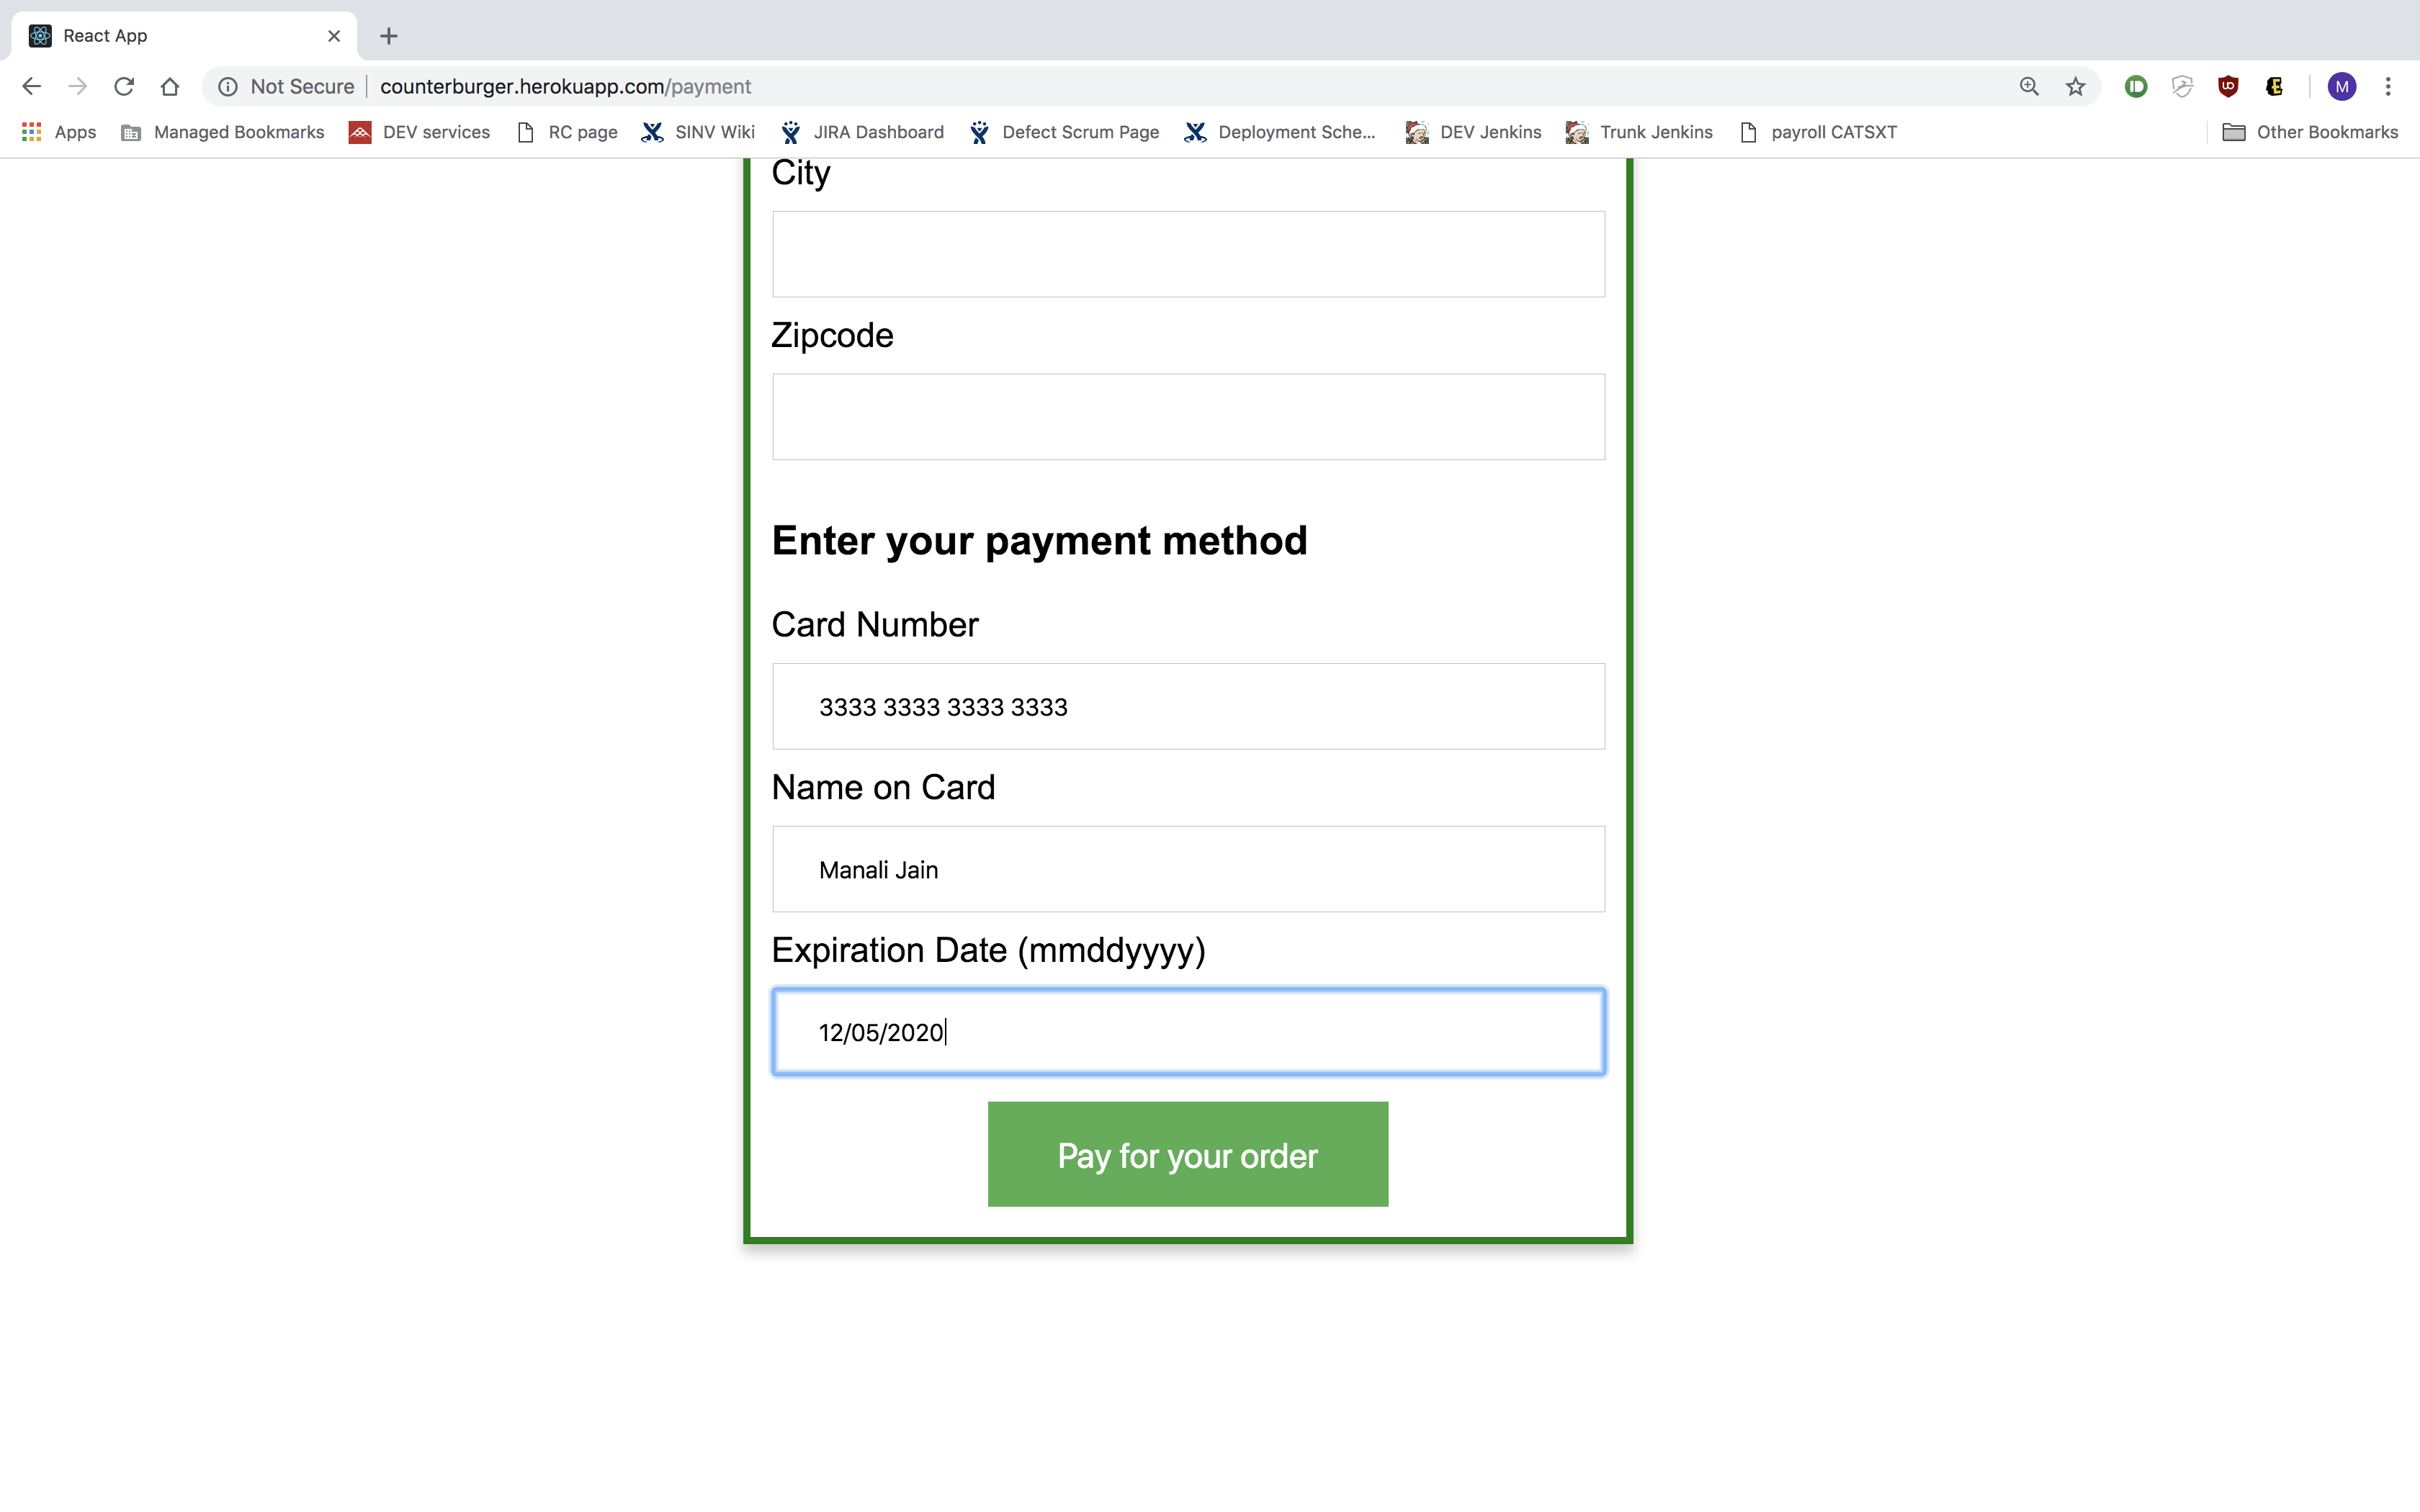 React App
Not Secure | counterburger.herokuapp.com/payment
M
Apps Managed Bookmarks DEV services RC page SINV Wiki JIRA Dashboard Defect Scrum Page Deployment Sche... DEV Jenkins Trunk Jenkins payroll CATSXT Other Bookmarks
City
Zipcode
Enter your payment method
Card Number
3333 3333 3333 3333
Name on Card
Manali Jain
Expiration Date (mmddyyyy)
12/05/2020
Pay for your order